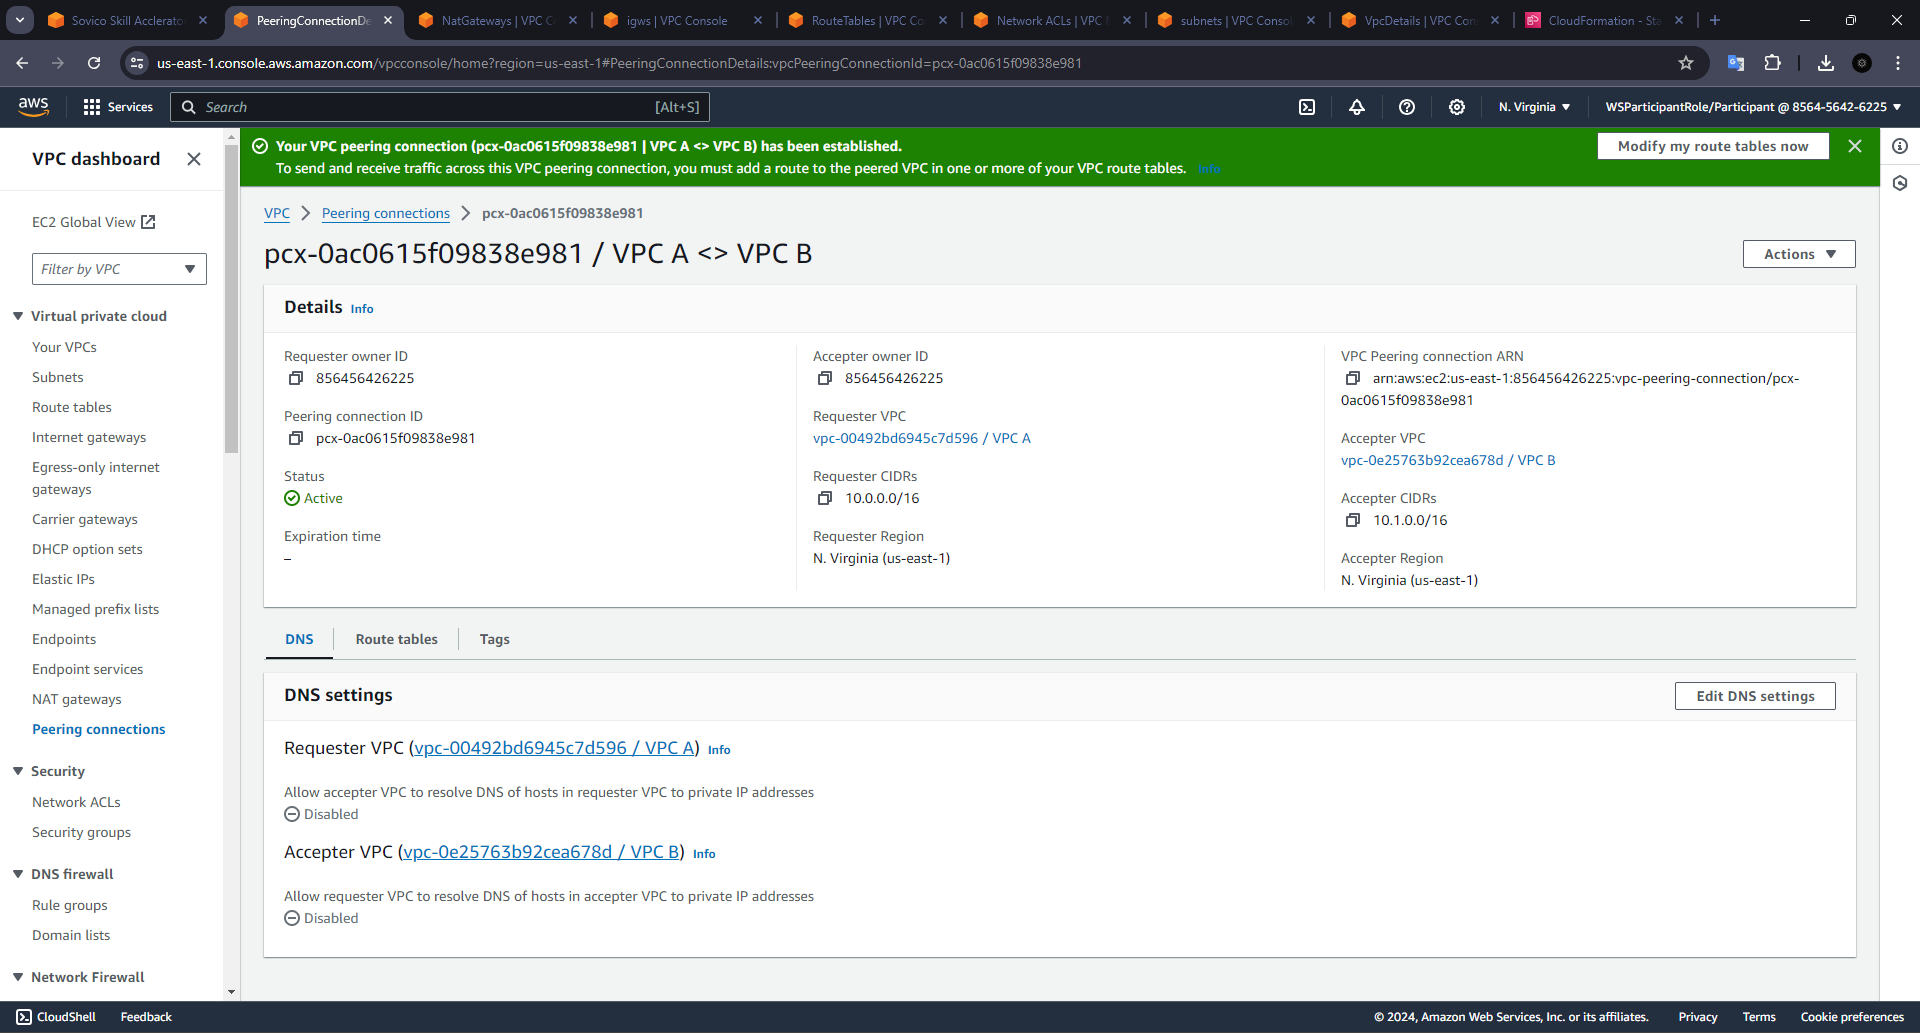 Sovico Skill Acclerato
PeeringConnectionDe
NatGateways | VPC C
igws | VPC Console
RouteTables | VPC Co
Network ACLs | VPC
subnets | VPC Conso
VpcDetails | VPC Con
CloudFormation - Sta
us-east-1.console.aws.amazon.com/vpcconsole/home?region=us-east-1#PeeringConnectionDetails:vpcPeeringConnectionId=pcx-0ac0615f09838e981
aws
Services
Search
[Alt+S]
N. Virginia
WSParticipantRole/Participant @ 8564-5642-6225
VPC dashboard
EC2 Global View
Filter by VPC
Virtual private cloud
Your VPCs
Subnets
Route tables
Internet gateways
Egress-only internet
gateways
Carrier gateways
DHCP option sets
Elastic IPs
Managed prefix lists
Endpoints
Endpoint services
NAT gateways
Peering connections
Security
Network ACLs
Security groups
DNS firewall
Rule groups
Domain lists
Network Firewall
Your VPC peering connection (pcx-0ac0615f09838e981 | VPC A <> VPC B) has been established.
To send and receive traffic across this VPC peering connection, you must add a route to the peered VPC in one or more of your VPC route tables. Info
Modify my route tables now
VPC
Peering connections
pcx-0ac0615f09838e981
pcx-0ac0615f09838e981 / VPC A <> VPC B
Actions
Details Info
Requester owner ID
856456426225
Peering connection ID
pcx-0ac0615f09838e981
Status
Active
Expiration time
–
Accepter owner ID
856456426225
Requester VPC
vpc-00492bd6945c7d596 / VPC A
Requester CIDRs
10.0.0.0/16
Requester Region
N. Virginia (us-east-1)
VPC Peering connection ARN
arn:aws:ec2:us-east-1:856456426225:vpc-peering-connection/pcx-
0ac0615f09838e981
Accepter VPC
vpc-0e25763b92cea678d / VPC B
Accepter CIDRs
10.1.0.0/16
Accepter Region
N. Virginia (us-east-1)
DNS
Route tables
Tags
DNS settings
Edit DNS settings
Requester VPC (vpc-00492bd6945c7d596 / VPC A) Info
Allow accepter VPC to resolve DNS of hosts in requester VPC to private IP addresses
Disabled
Accepter VPC (vpc-0e25763b92cea678d / VPC B) Info
Allow requester VPC to resolve DNS of hosts in accepter VPC to private IP addresses
Disabled
CloudShell
Feedback
© 2024, Amazon Web Services, Inc. or its affiliates.
Privacy
Terms
Cookie preferences